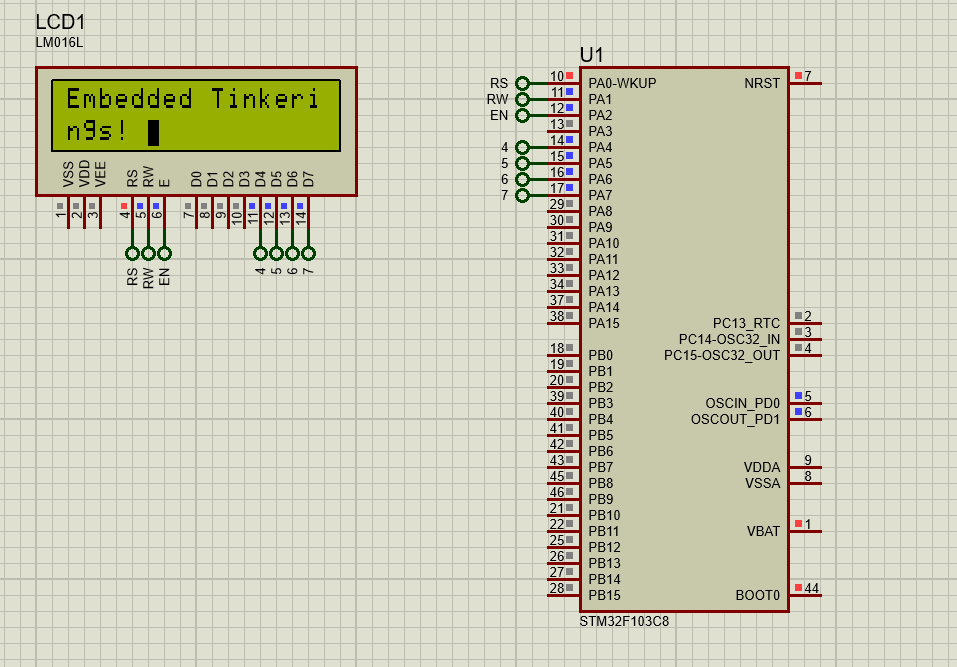 LCD1
LM016L
Embedded Tinkeri
ngs!
VSS VDD VEE RS RW E D0 D1 D2 D3 D4 D5 D6 D7
1 2 3 4 5 6 7 8 9 10 11 12 13 14
RS RW EN 4 5 6 7
U1
RS 10 PA0-WKUP
RW 11 PA1
EN 12 PA2
13 PA3
4 14 PA4
5 15 PA5
6 16 PA6
7 17 PA7
29 PA8
30 PA9
31 PA10
32 PA11
33 PA12
34 PA13
37 PA14
38 PA15
18 PB0
19 PB1
20 PB2
39 PB3
40 PB4
41 PB5
42 PB6
43 PB7
45 PB8
46 PB9
21 PB10
22 PB11
25 PB12
26 PB13
27 PB14
28 PB15
NRST 7
PC13_RTC 2
PC14-OSC32_IN 3
PC15-OSC32_OUT 4
OSCIN_PD0 5
OSCOUT_PD1 6
VDDA 9
VSSA 8
VBAT 1
BOOT0 44
STM32F103C8